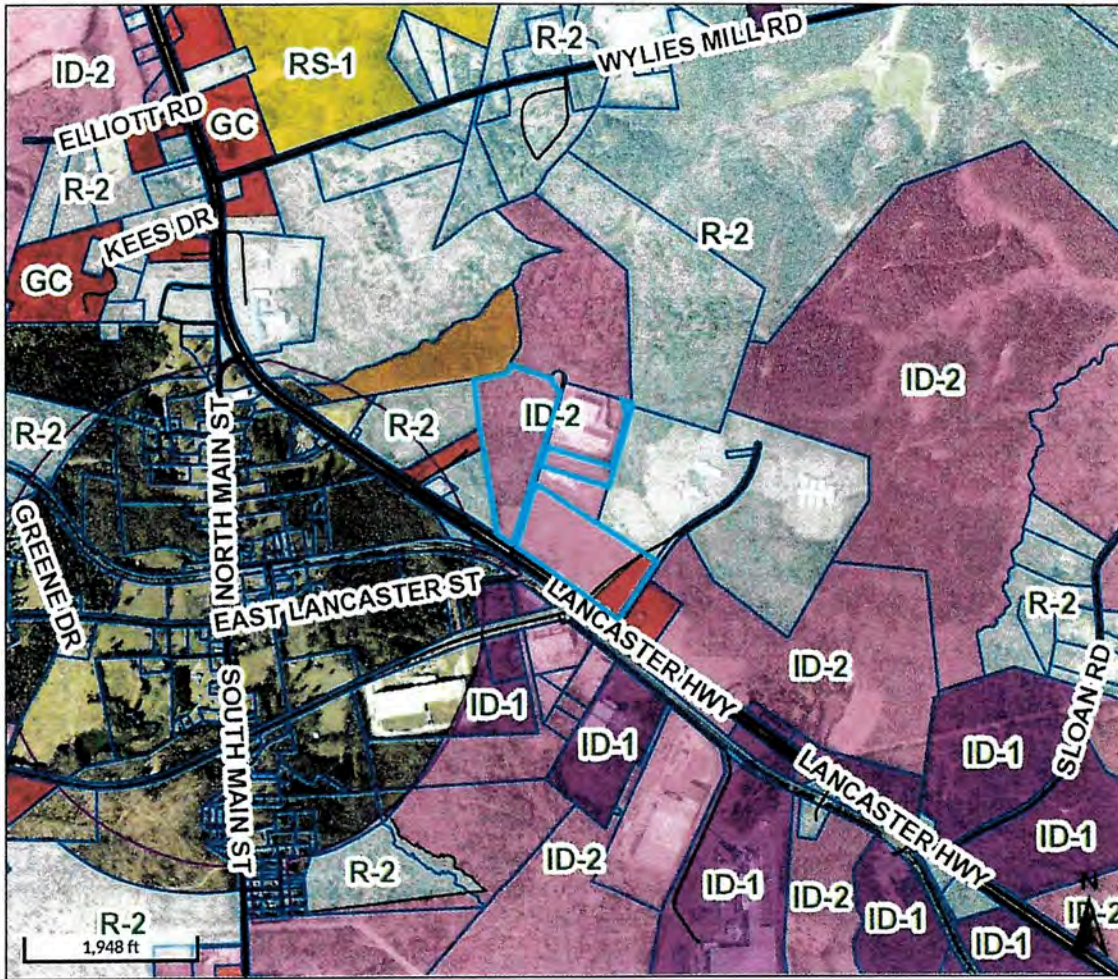 ID-2
RS-1
R-2
WYLIES MILL RD
ELLIOTT RD
GC
R-2
KEES DR
R-2
GC
ID-2
ID-2
R-2
R-2
NORTH MAIN ST
GREENE DR
EAST LANCASTER ST
LANCASTER HWY
R-2
ID-2
SOUTH MAIN ST
ID-1
ID-1
ID-1
SLOAN RD
LANCASTER HWY
ID-1
R-2
ID-2
ID-1
ID-2
ID-1
N
ID-2
R-2
ID-1
1,948 ft